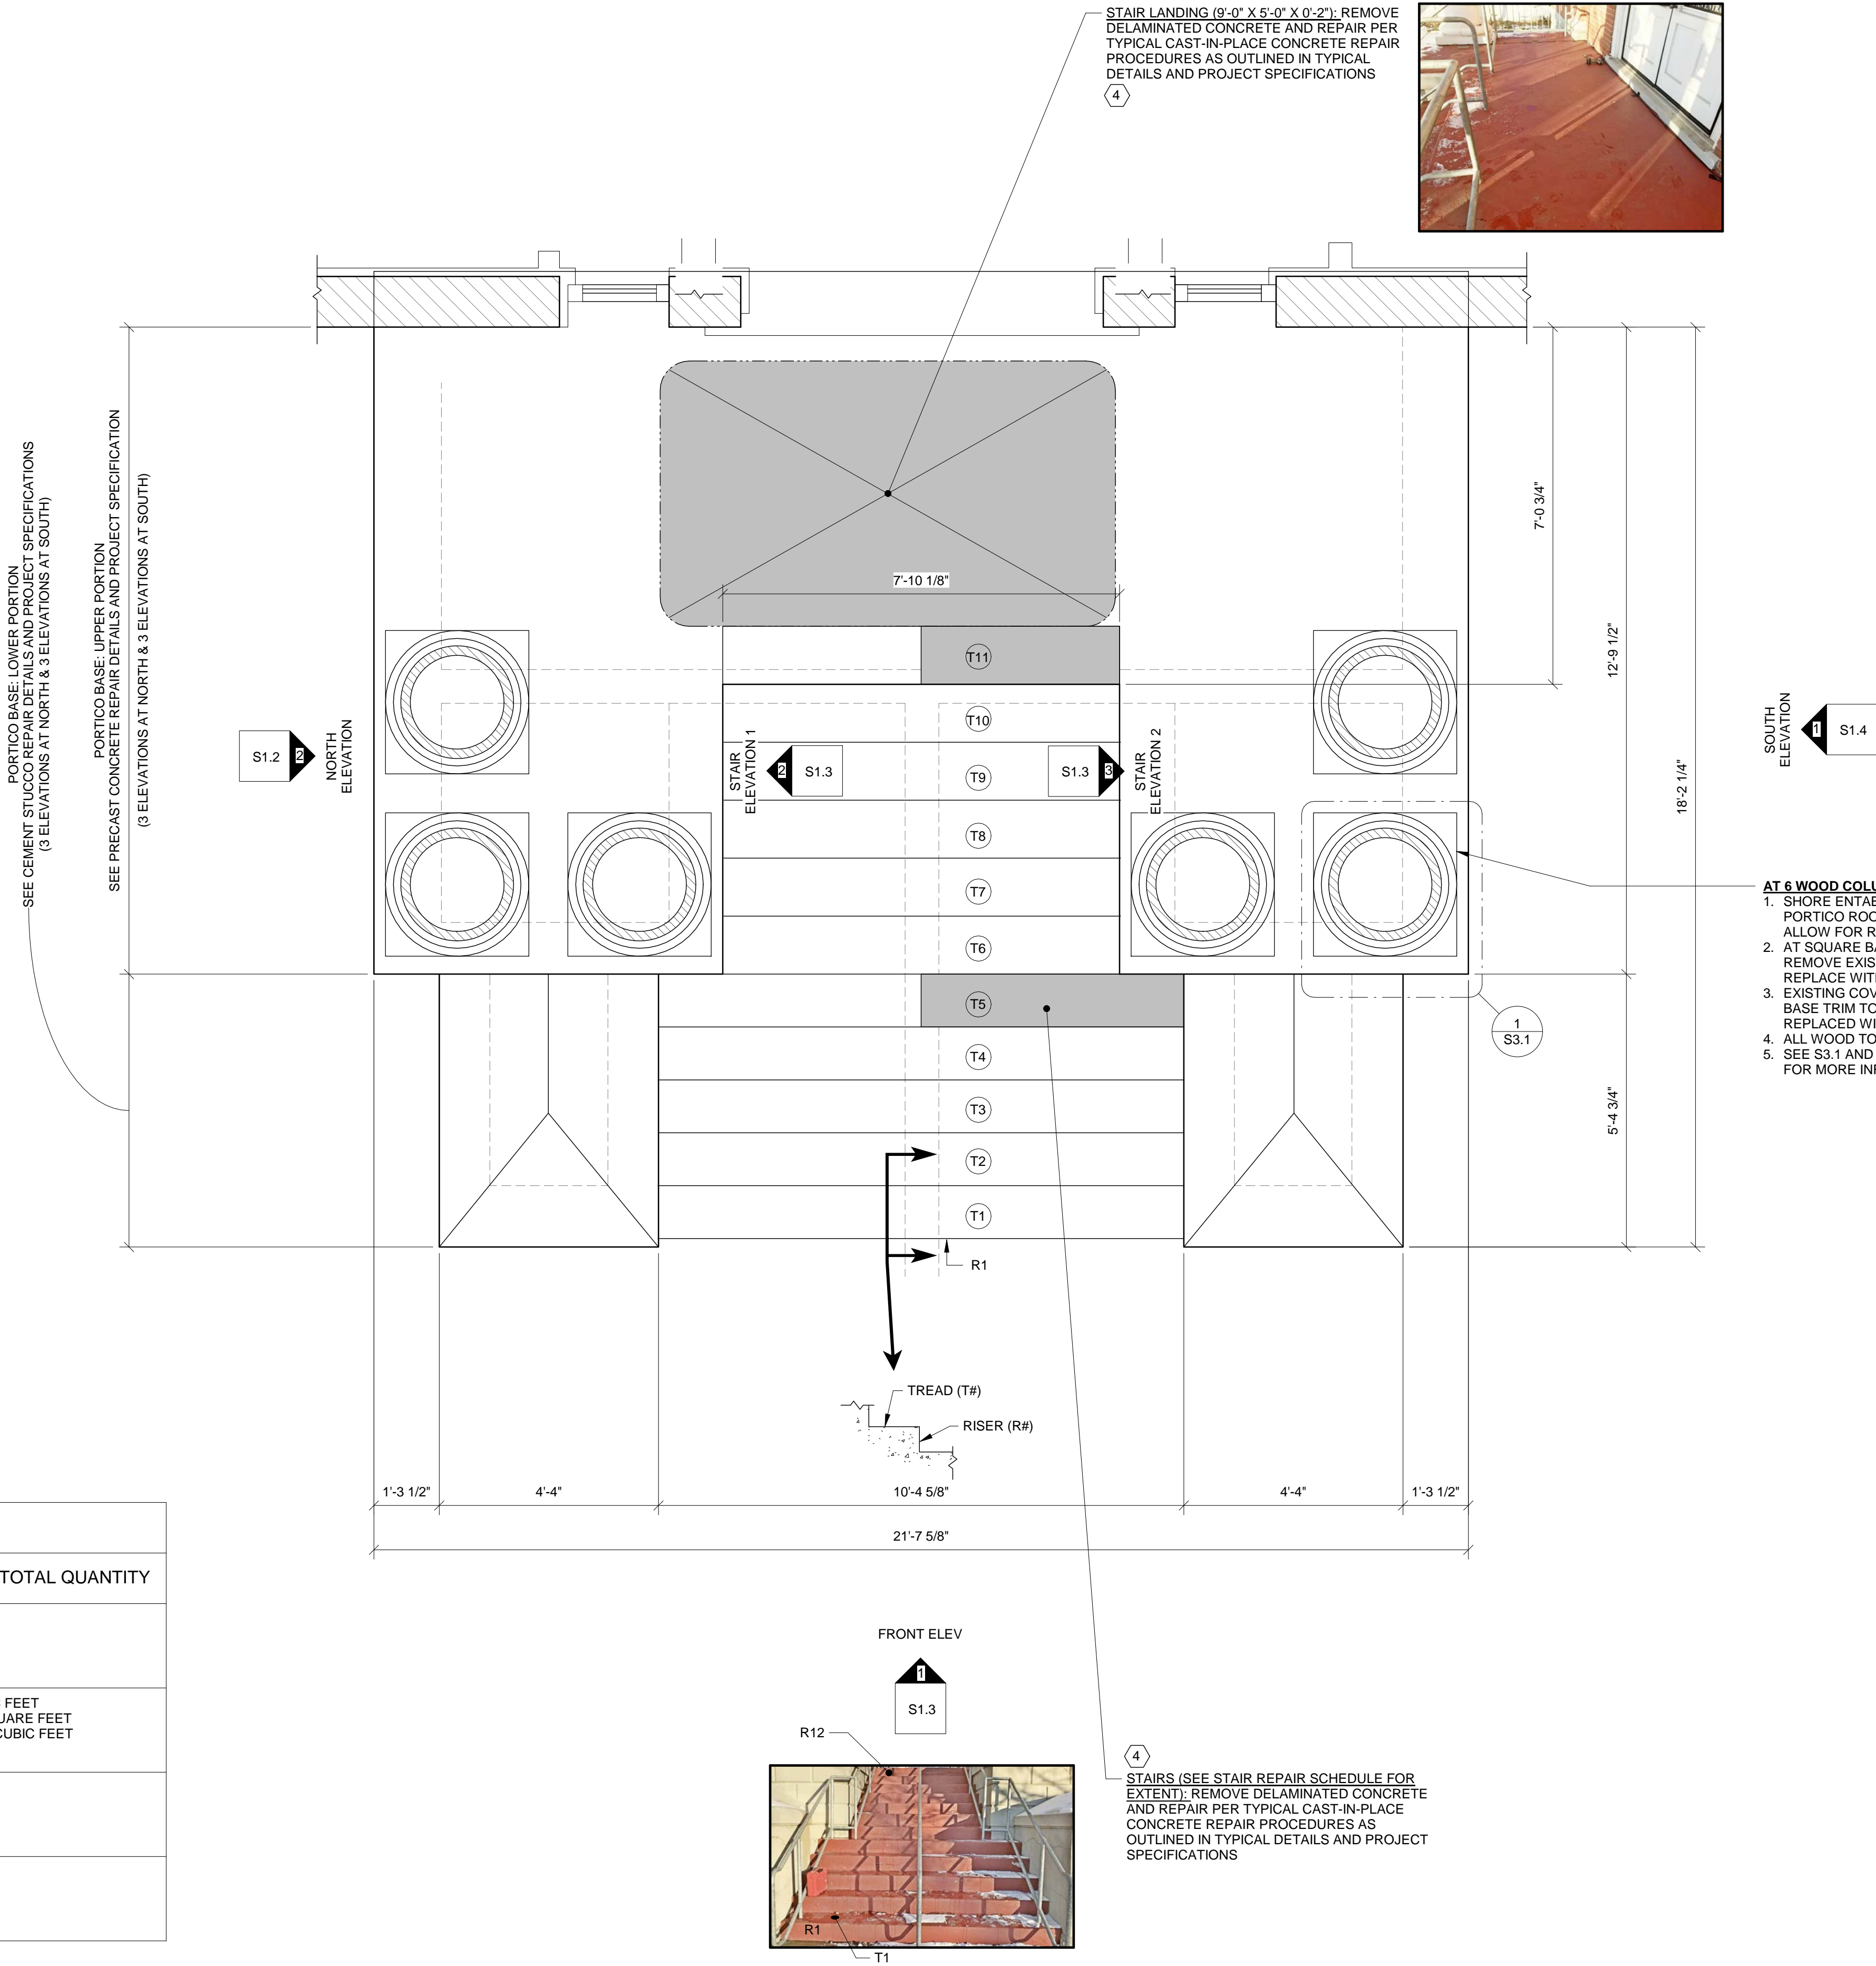 STAIR LANDING (9'-0" X 5'-0" X 0'-2"): REMOVE
DELAMINATED CONCRETE AND REPAIR PER
TYPICAL CAST-IN-PLACE CONCRETE REPAIR
PROCEDURES AS OUTLINED IN TYPICAL
DETAILS AND PROJECT SPECIFICATIONS
4
PORTICO BASE: LOWER PORTION
SEE CEMENT STUCCO REPAIR DETAILS AND PROJECT SPECIFICATIONS
(3 ELEVATIONS AT NORTH & 3 ELEVATIONS AT SOUTH)
PORTICO BASE: UPPER PORTION
SEE PRECAST CONCRETE REPAIR DETAILS AND PROJECT SPECIFICATION
(3 ELEVATIONS AT NORTH & 3 ELEVATIONS AT SOUTH)
7'-0 3/4"
12'-9 1/2"
18'-2 1/4"
5'-4 3/4"
7'-10 1/8"
S1.2
2
NORTH
ELEVATION
STAIR
ELEVATION 1
2
S1.3
S1.3
3
STAIR
ELEVATION 2
SOUTH
ELEVATION
1
S1.4
T11
T10
T9
T8
T7
T6
T5
T4
T3
T2
T1
R1
AT 6 WOOD COLU
1. SHORE ENTAB
PORTICO ROO
ALLOW FOR R
2. AT SQUARE BA
REMOVE EXIS
REPLACE WIT
3. EXISTING COV
BASE TRIM TO
REPLACED WI
4. ALL WOOD TO
5. SEE S3.1 AND
FOR MORE IN
1
S3.1
TREAD (T#)
RISER (R#)
1'-3 1/2"
4'-4"
10'-4 5/8"
4'-4"
1'-3 1/2"
21'-7 5/8"
TOTAL QUANTITY
FEET
UARE FEET
CUBIC FEET
FRONT ELEV
1
S1.3
R12
R1
T1
4
STAIRS (SEE STAIR REPAIR SCHEDULE FOR
EXTENT): REMOVE DELAMINATED CONCRETE
AND REPAIR PER TYPICAL CAST-IN-PLACE
CONCRETE REPAIR PROCEDURES AS
OUTLINED IN TYPICAL DETAILS AND PROJECT
SPECIFICATIONS